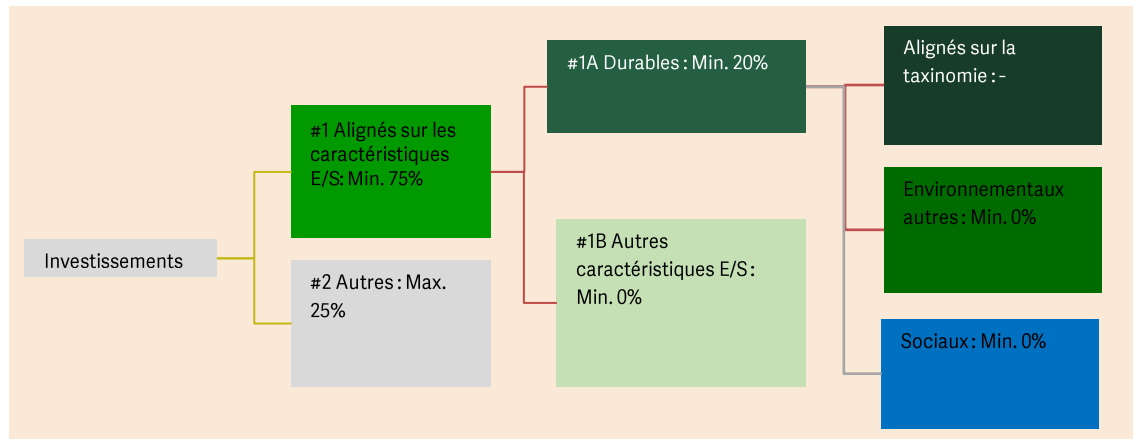 Investissements
#1 Alignés sur les
caractéristiques
E/S: Min. 75%
#2 Autres : Max.
25%
#1A Durables : Min. 20%
#1B Autres
caractéristiques E/S :
Min. 0%
Alignés sur la
taxinomie : -
Environnementaux
autres : Min. 0%
Sociaux : Min. 0%